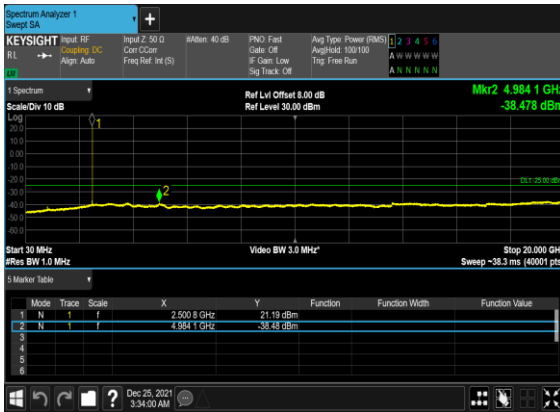 Spectrum Analyzer 1
Swept SA
+
KEYSIGHT Input: RF Input Z: 50 Ω #Atten: 40 dB PNO: Fast Avg Type: Power (RMS) 1 2 3 4 5 6
RL Coupling: DC Corr CCorr Gate: Off Avg|Hold: 100/100 A W W W W W
Align: Auto Freq Ref: Int (S) IF Gain: Low Trig: Free Run
LXI Sig Track: Off A N N N N N
1 Spectrum Ref Lvl Offset 8.00 dB Mkr2 4.984 1 GHz
Scale/Div 10 dB Ref Level 30.00 dBm -38.478 dBm
Log
1
20.0
10.0
0.00
-10.0
DL1 -25.00 dBm
-20.0
-30.0
2
-40.0
-50.0
-60.0
Start 30 MHz Video BW 3.0 MHz* Stop 20.000 GHz
#Res BW 1.0 MHz Sweep ~38.3 ms (40001 pts)
5 Marker Table
Mode Trace Scale X Y Function Function Width Function Value
1 N 1 f 2.500 8 GHz 21.19 dBm
2 N 1 f 4.984 1 GHz -38.48 dBm
3
4
5
6
? Dec 25, 2021
3:34:00 AM